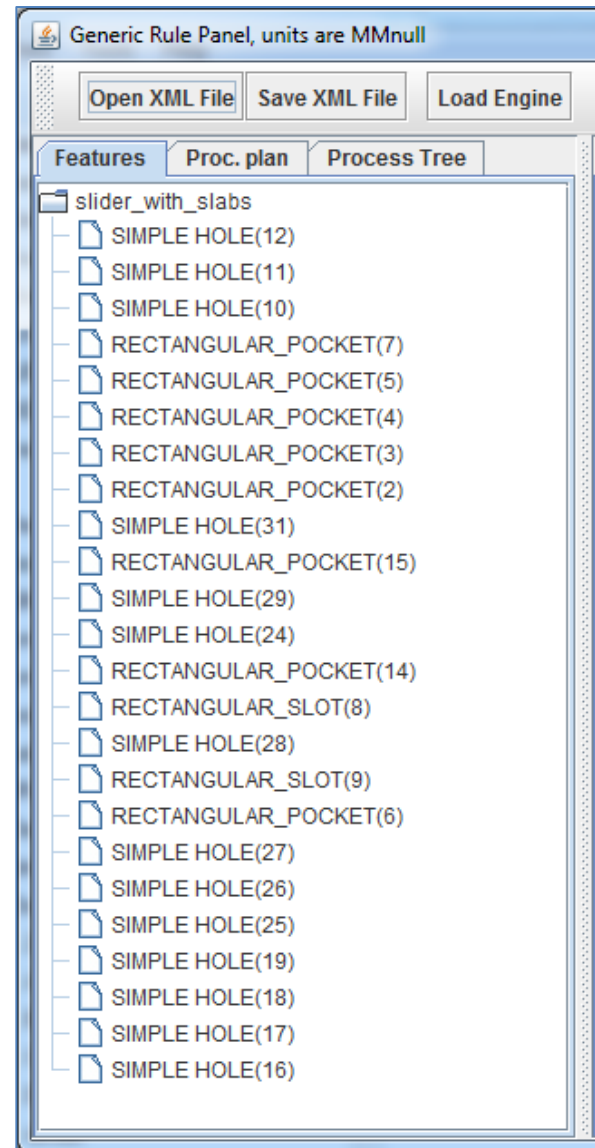 Generic Rule Panel, units are MMnull
Open XML File Save XML File Load Engine
Features Proc. plan Process Tree
slider_with_slabs
SIMPLE HOLE(12)
SIMPLE HOLE(11)
SIMPLE HOLE(10)
RECTANGULAR_POCKET(7)
RECTANGULAR_POCKET(5)
RECTANGULAR_POCKET(4)
RECTANGULAR_POCKET(3)
RECTANGULAR_POCKET(2)
SIMPLE HOLE(31)
RECTANGULAR_POCKET(15)
SIMPLE HOLE(29)
SIMPLE HOLE(24)
RECTANGULAR_POCKET(14)
RECTANGULAR_SLOT(8)
SIMPLE HOLE(28)
RECTANGULAR_SLOT(9)
RECTANGULAR_POCKET(6)
SIMPLE HOLE(27)
SIMPLE HOLE(26)
SIMPLE HOLE(25)
SIMPLE HOLE(19)
SIMPLE HOLE(18)
SIMPLE HOLE(17)
SIMPLE HOLE(16)